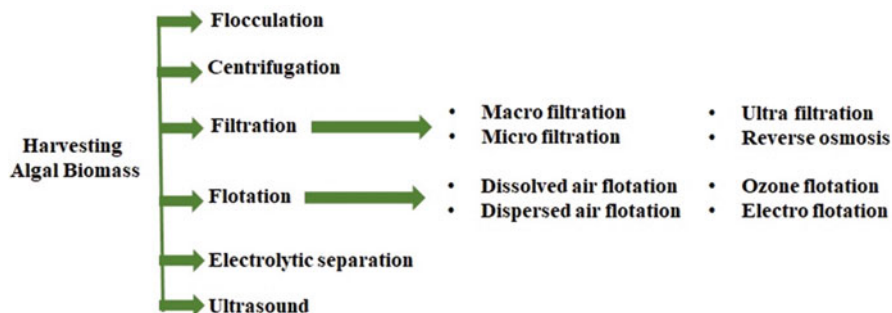 Flocculation
Centrifugation
Harvesting
Algal Biomass
Filtration
• Macro filtration
• Micro filtration
• Ultra filtration
• Reverse osmosis
Flotation
• Dissolved air flotation
• Dispersed air flotation
• Ozone flotation
• Electro flotation
Electrolytic separation
Ultrasound